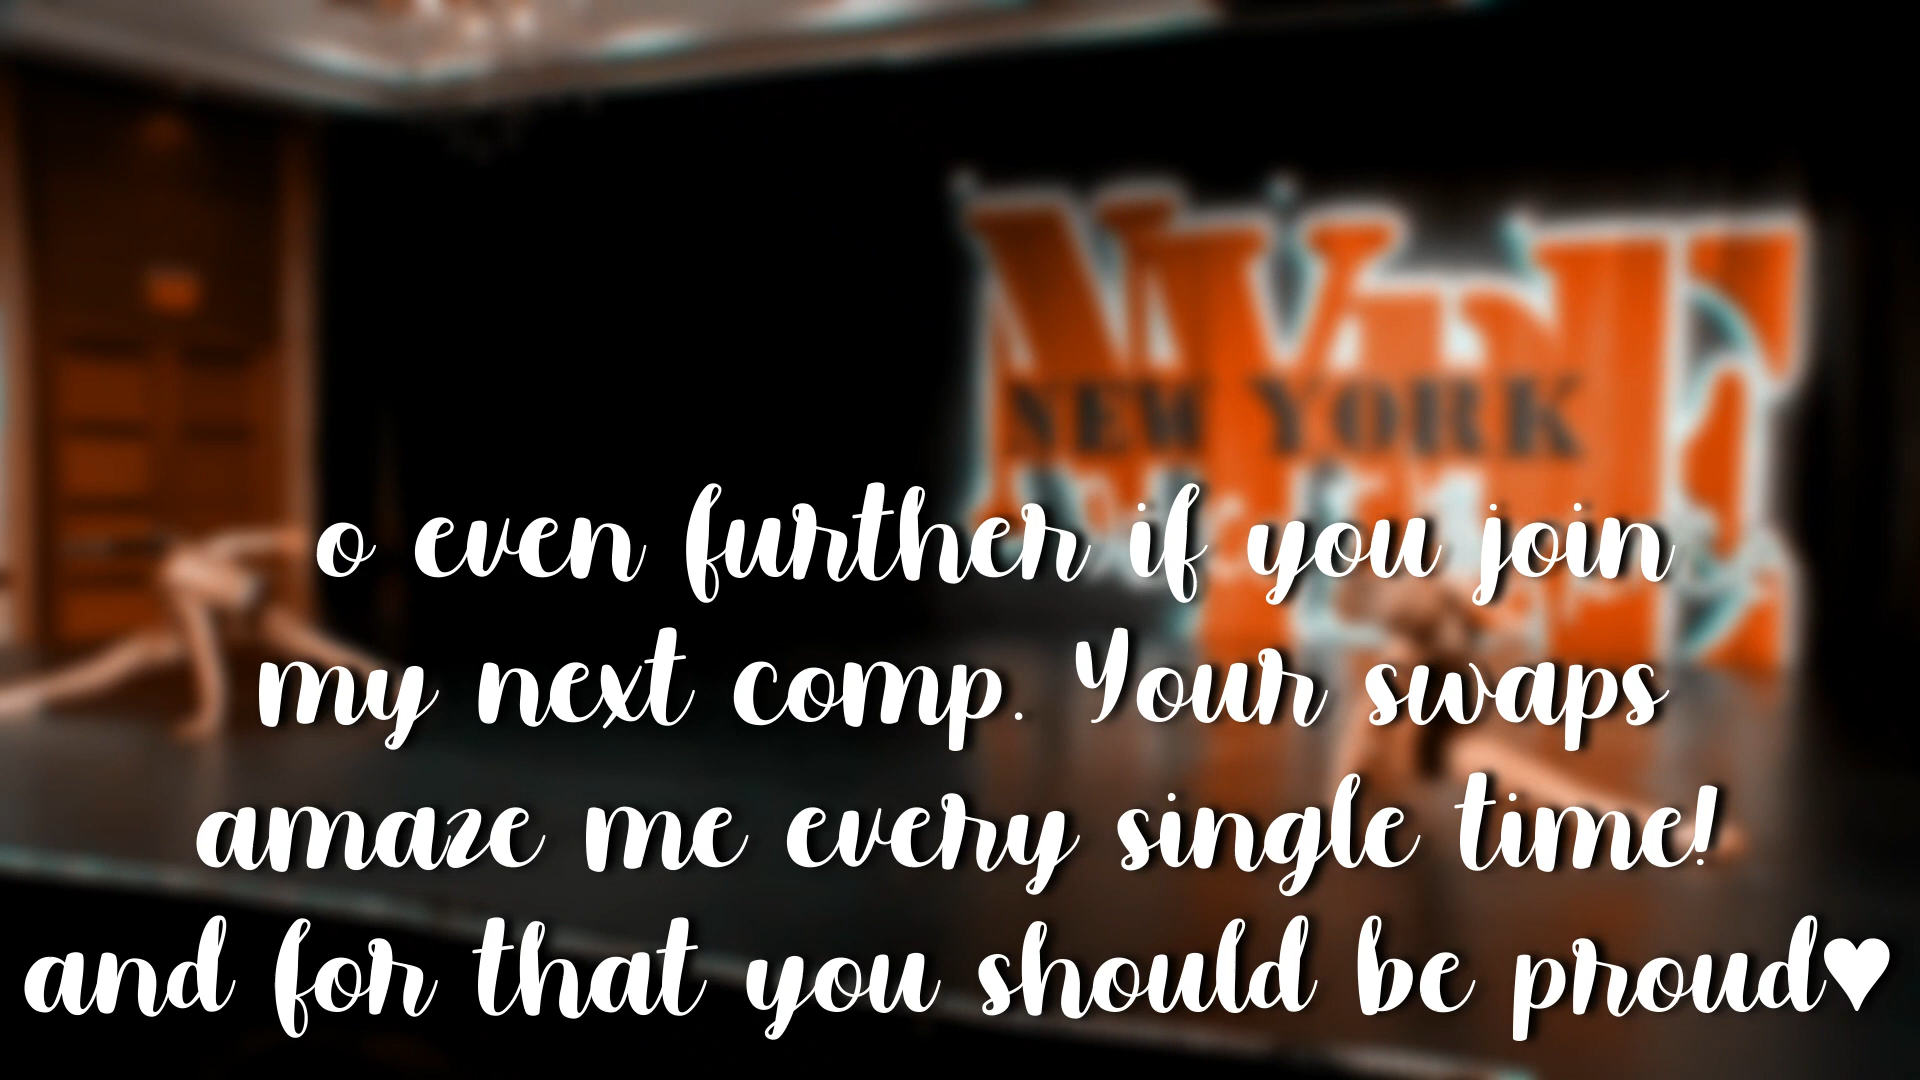 NEW YORK
o even further if you join
my next comp. Your swaps
amaze me every single time!
and for that you should be proud♥